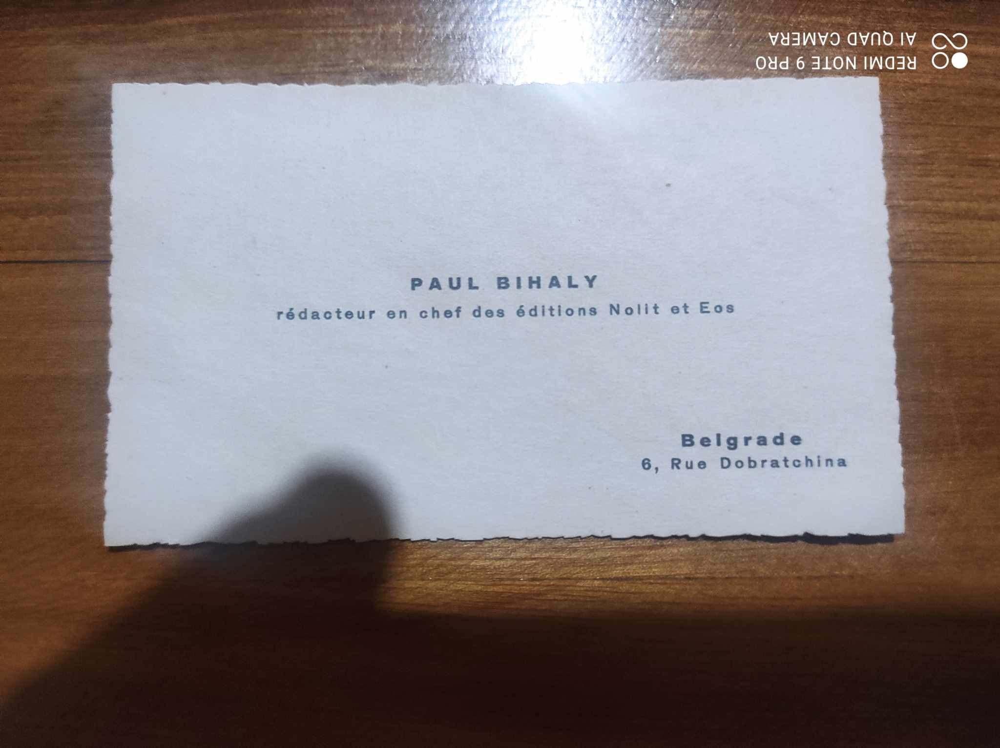 PAUL BIHALY
rédacteur en chef des éditions Nolit et Eos
Belgrade
6, Rue Dobratchina
REDMI NOTE 9 PRO
AI QUAD CAMERA